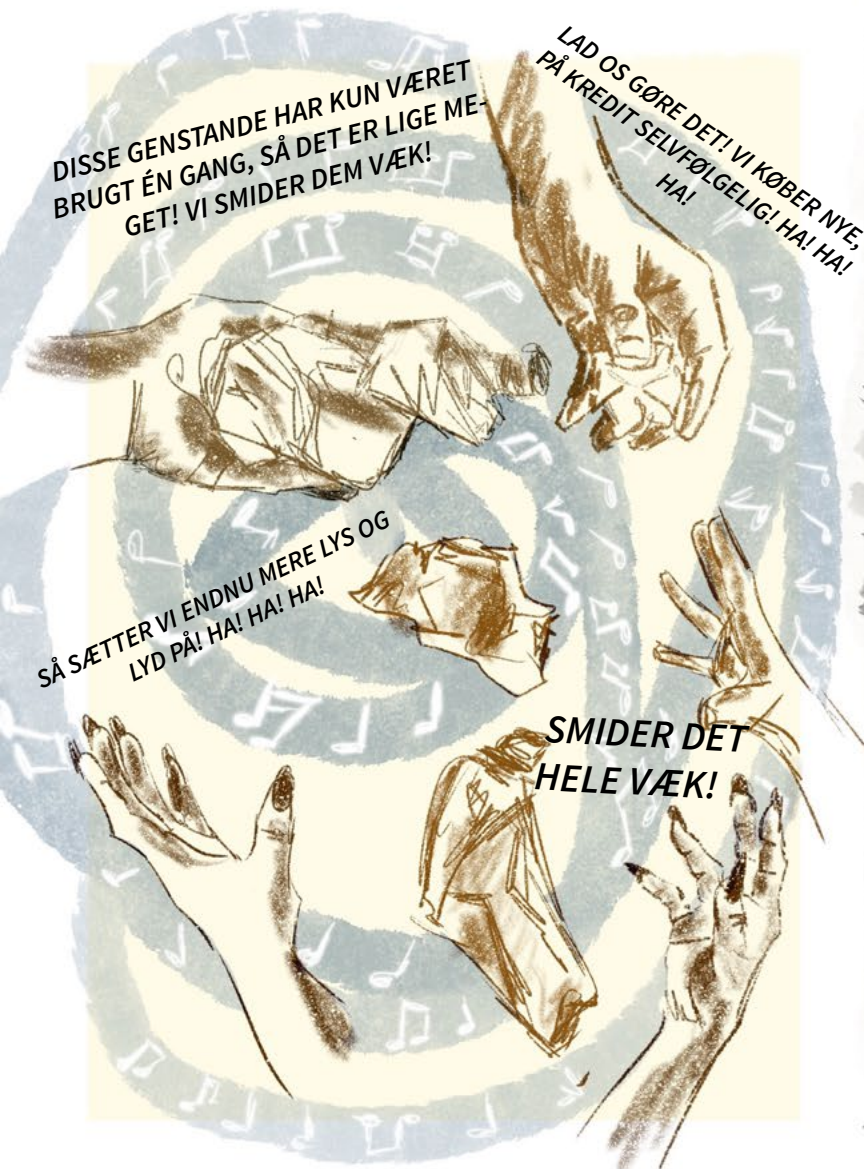 DISSE GENSTANDE HAR KUN VÆRET
BRUGT ÉN GANG, SÅ DET ER LIGE ME-
GET! VI SMIDER DEM VÆK!
LAD OS GØRE DET! VI KØBER NYE,
PÅ KREDIT SELVFØLGELIG! HA! HA!
HA!
SÅ SÆTTER VI ENDNU MERE LYS OG
LYD PÅ! HA! HA! HA!
SMIDER DET
HELE VÆK!